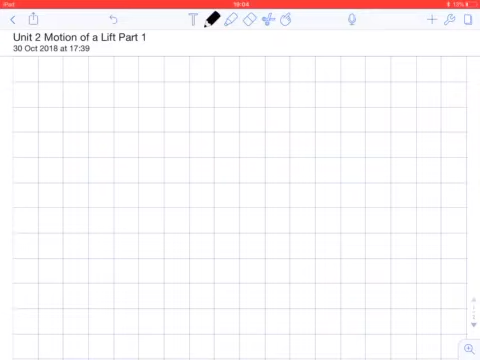 iPad
18:04
13%
T
Unit 2 Motion of a Lift Part 1
30 Oct 2018 at 17:39